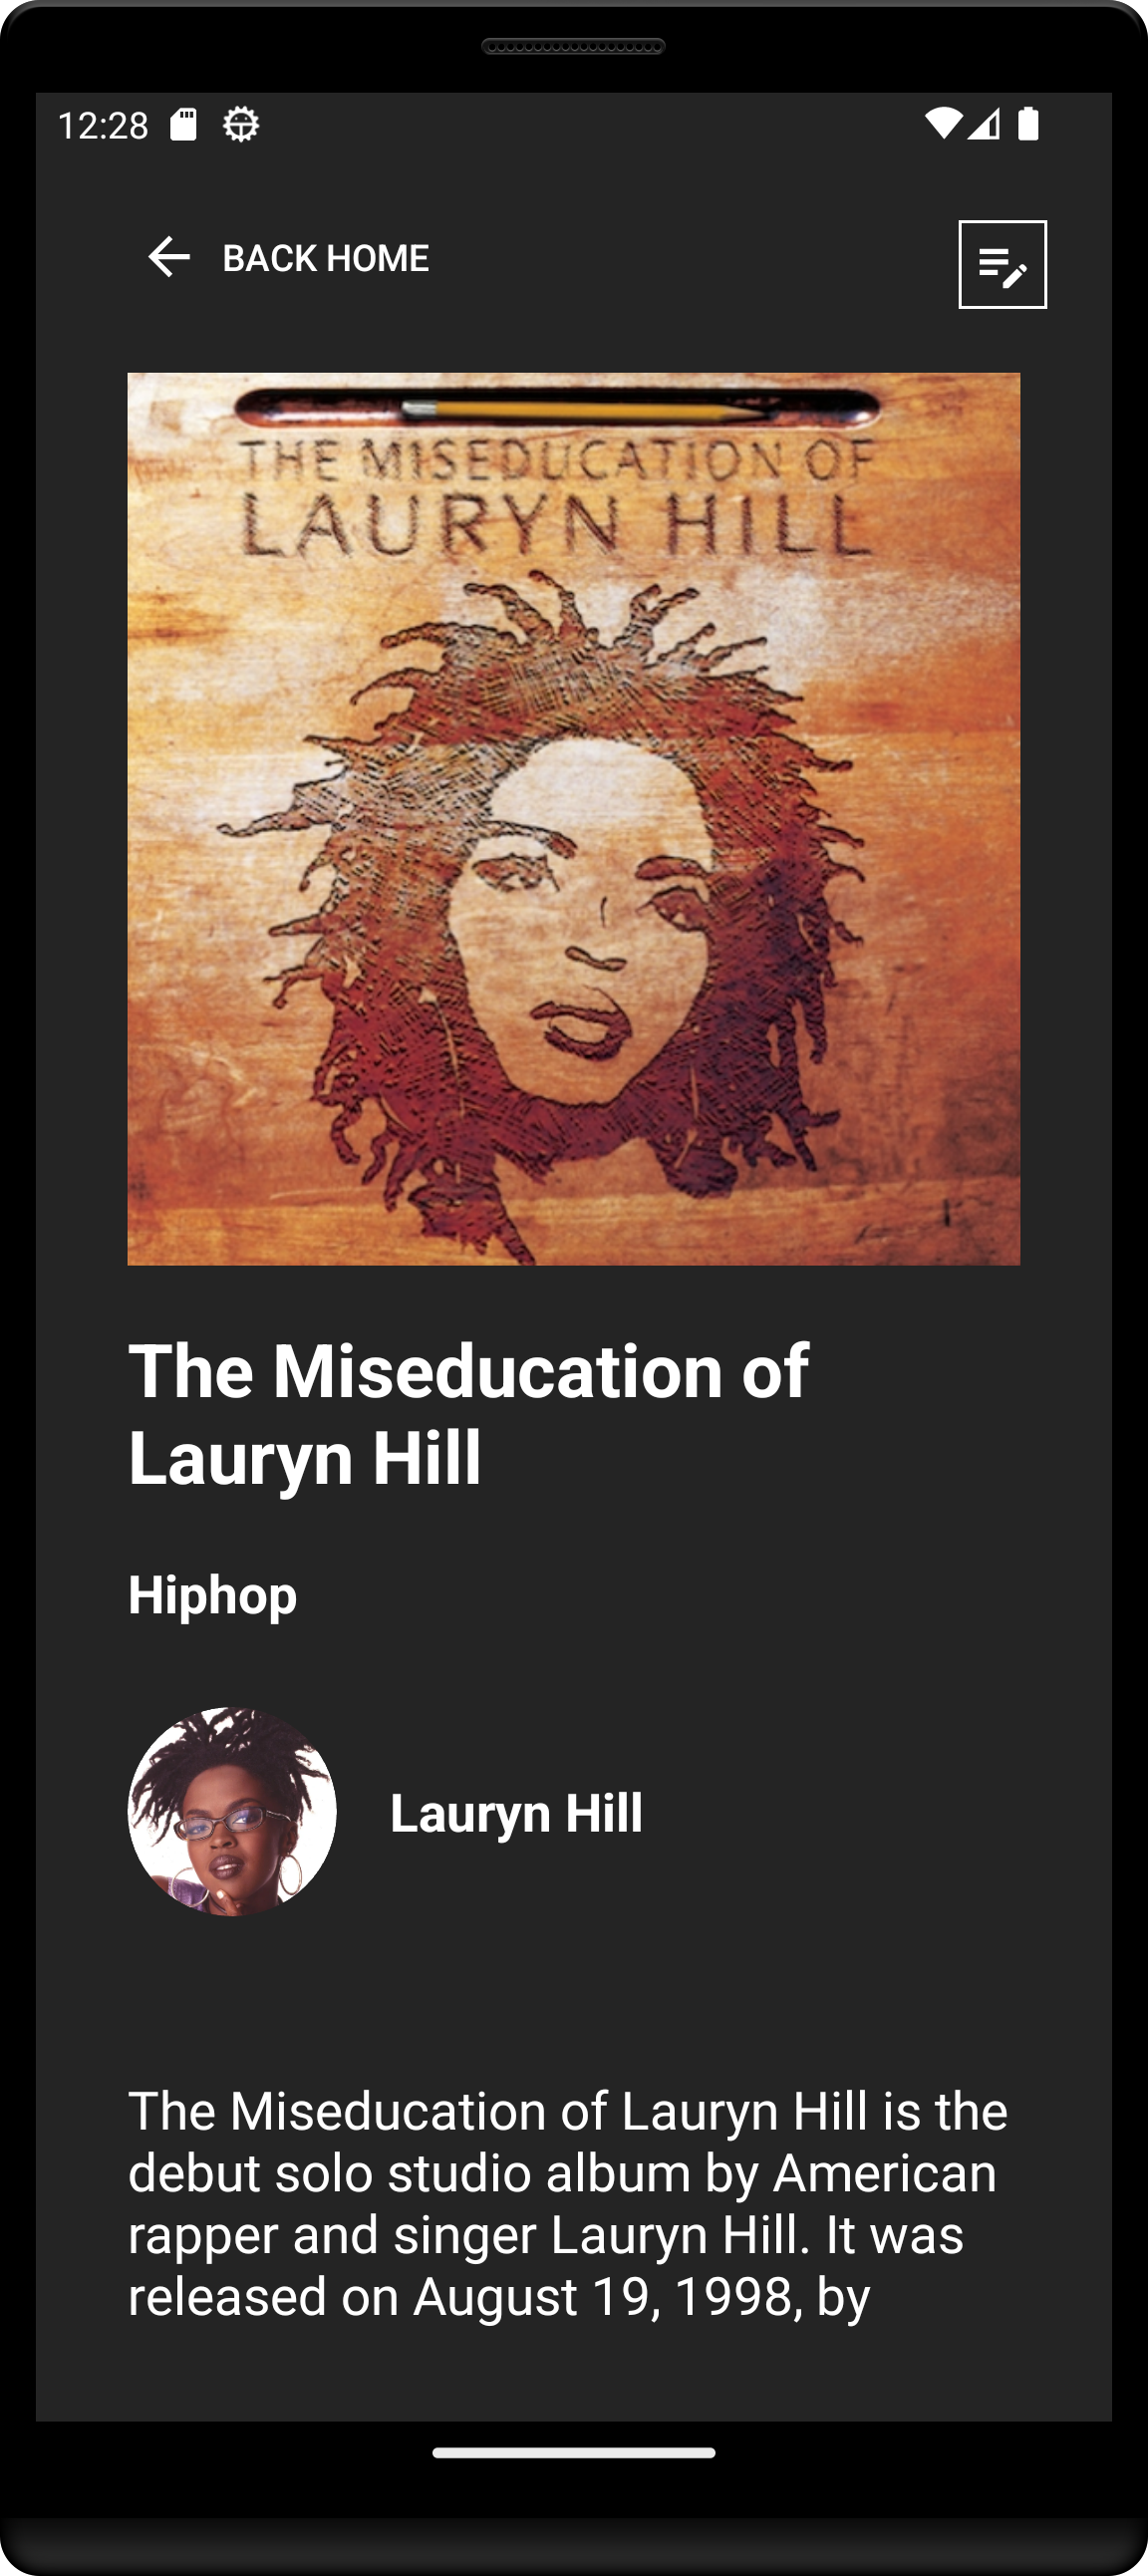 12:28
BACK HOME
THE MISEDUCATION OF
LAURYN HILL
The Miseducation of
Lauryn Hill
Hiphop
Lauryn Hill
The Miseducation of Lauryn Hill is the
debut solo studio album by American
rapper and singer Lauryn Hill. It was
released on August 19, 1998, by